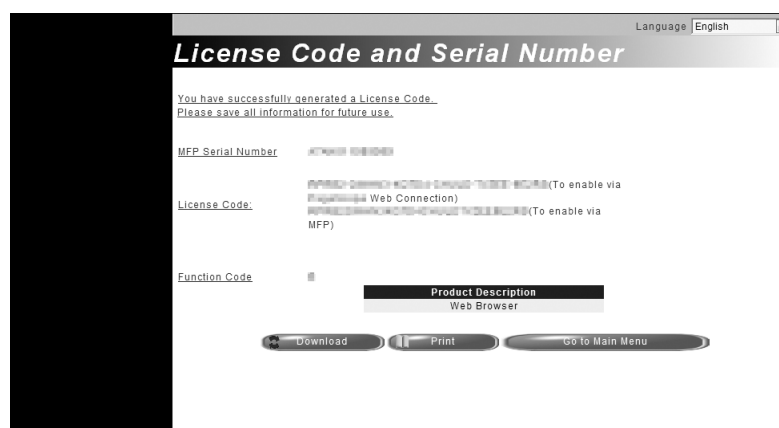 Language English
License Code and Serial Number
You have successfully generated a License Code.
Please save all information for future use.
MFP Serial Number
License Code:
(To enable via
Web Connection)
(To enable via
MFP)
Function Code
Product Description
Web Browser
Download Print Go to Main Menu